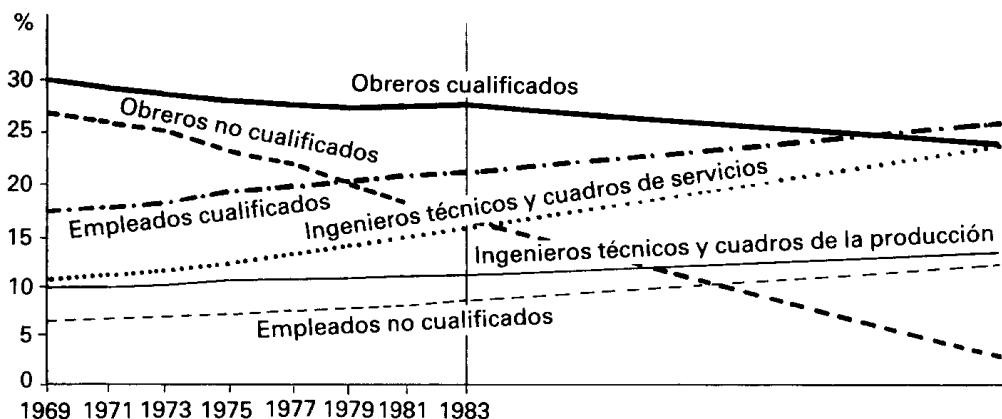 %
30
25
20
15
10
5
0
Obreros cualificados
Obreros no cualificados
Empleados cualificados
Ingenieros técnicos y cuadros de servicios
Ingenieros técnicos y cuadros de la producción
Empleados no cualificados
1969 1971 1973 1975 1977 1979 1981 1983